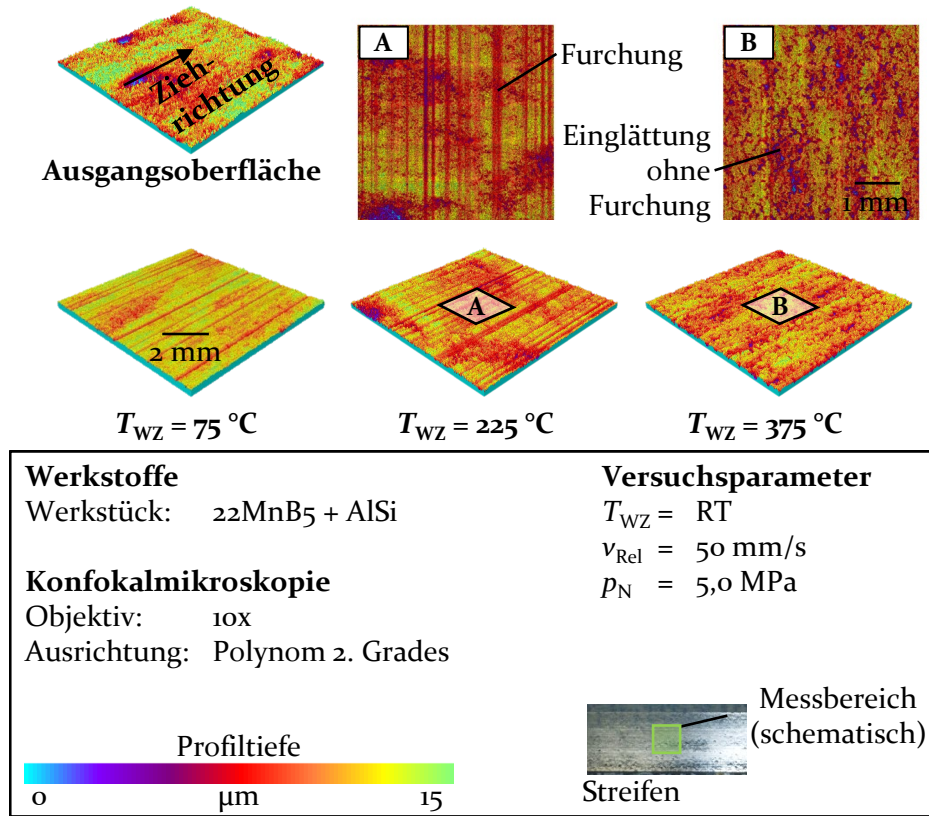 Zieh-
richtung
Ausgangsoberfläche
A
Furchung
B
Einglättung
ohne
Furchung
1 mm
2 mm
A
B
T_WZ = 75 °C
T_WZ = 225 °C
T_WZ = 375 °C
Werkstoffe
Werkstück: 22MnB5 + AlSi
Konfokalmikroskopie
Objektiv: 10x
Ausrichtung: Polynom 2. Grades
Profiltiefe
0 µm 15
Versuchsparameter
T_WZ = RT
v_Rel = 50 mm/s
p_N = 5,0 MPa
Messbereich
(schematisch)
Streifen